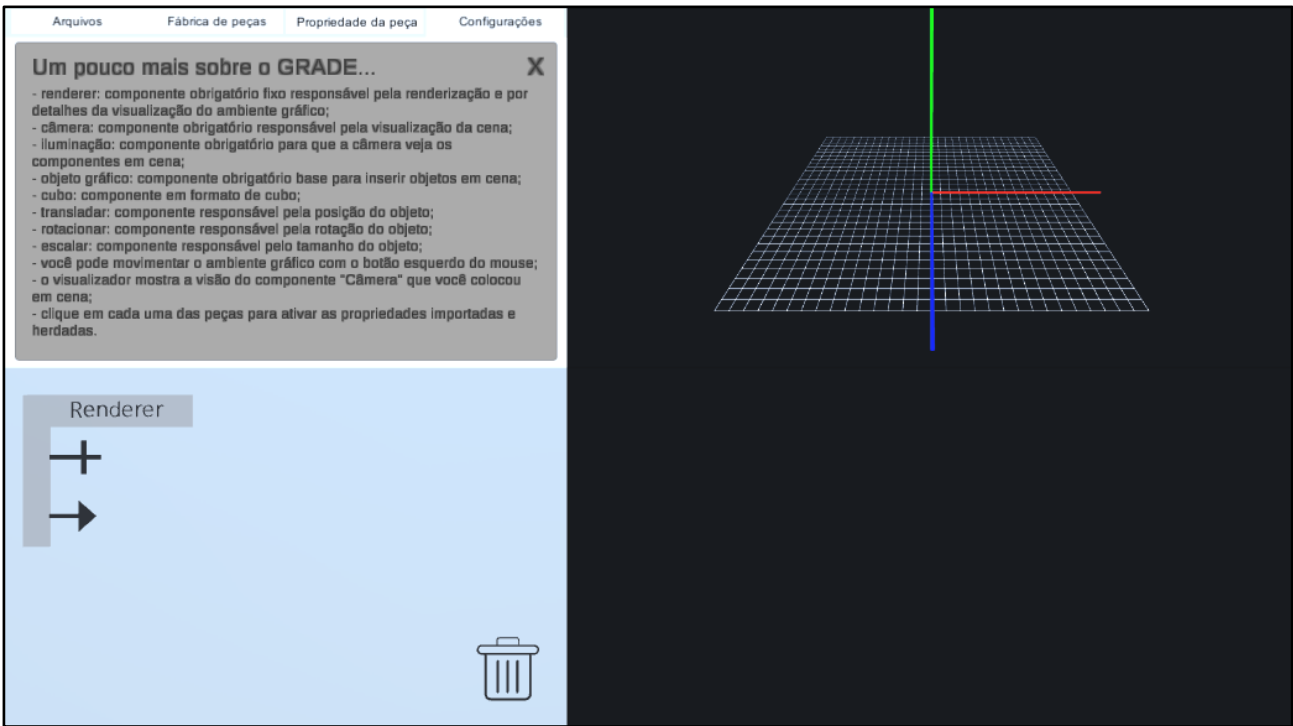 Arquivos Fábrica de peças Propriedade da peça Configurações
Um pouco mais sobre o GRADE... X
- renderer: componente obrigatório fixo responsável pela renderização e por
detalhes da visualização do ambiente gráfico;
- câmera: componente obrigatório responsável pela visualização da cena;
- iluminação: componente obrigatório para que a câmera veja os
componentes em cena;
- objeto gráfico: componente obrigatório base para inserir objetos em cena;
- cubo: componente em formato de cubo;
- transladar: componente responsável pela posição do objeto;
- rotacionar: componente responsável pela rotação do objeto;
- escalar: componente responsável pelo tamanho do objeto;
- você pode movimentar o ambiente gráfico com o botão esquerdo do mouse;
- o visualizador mostra a visão do componente "Câmera" que você colocou
em cena;
- clique em cada uma das peças para ativar as propriedades importadas e
herdadas.
Renderer